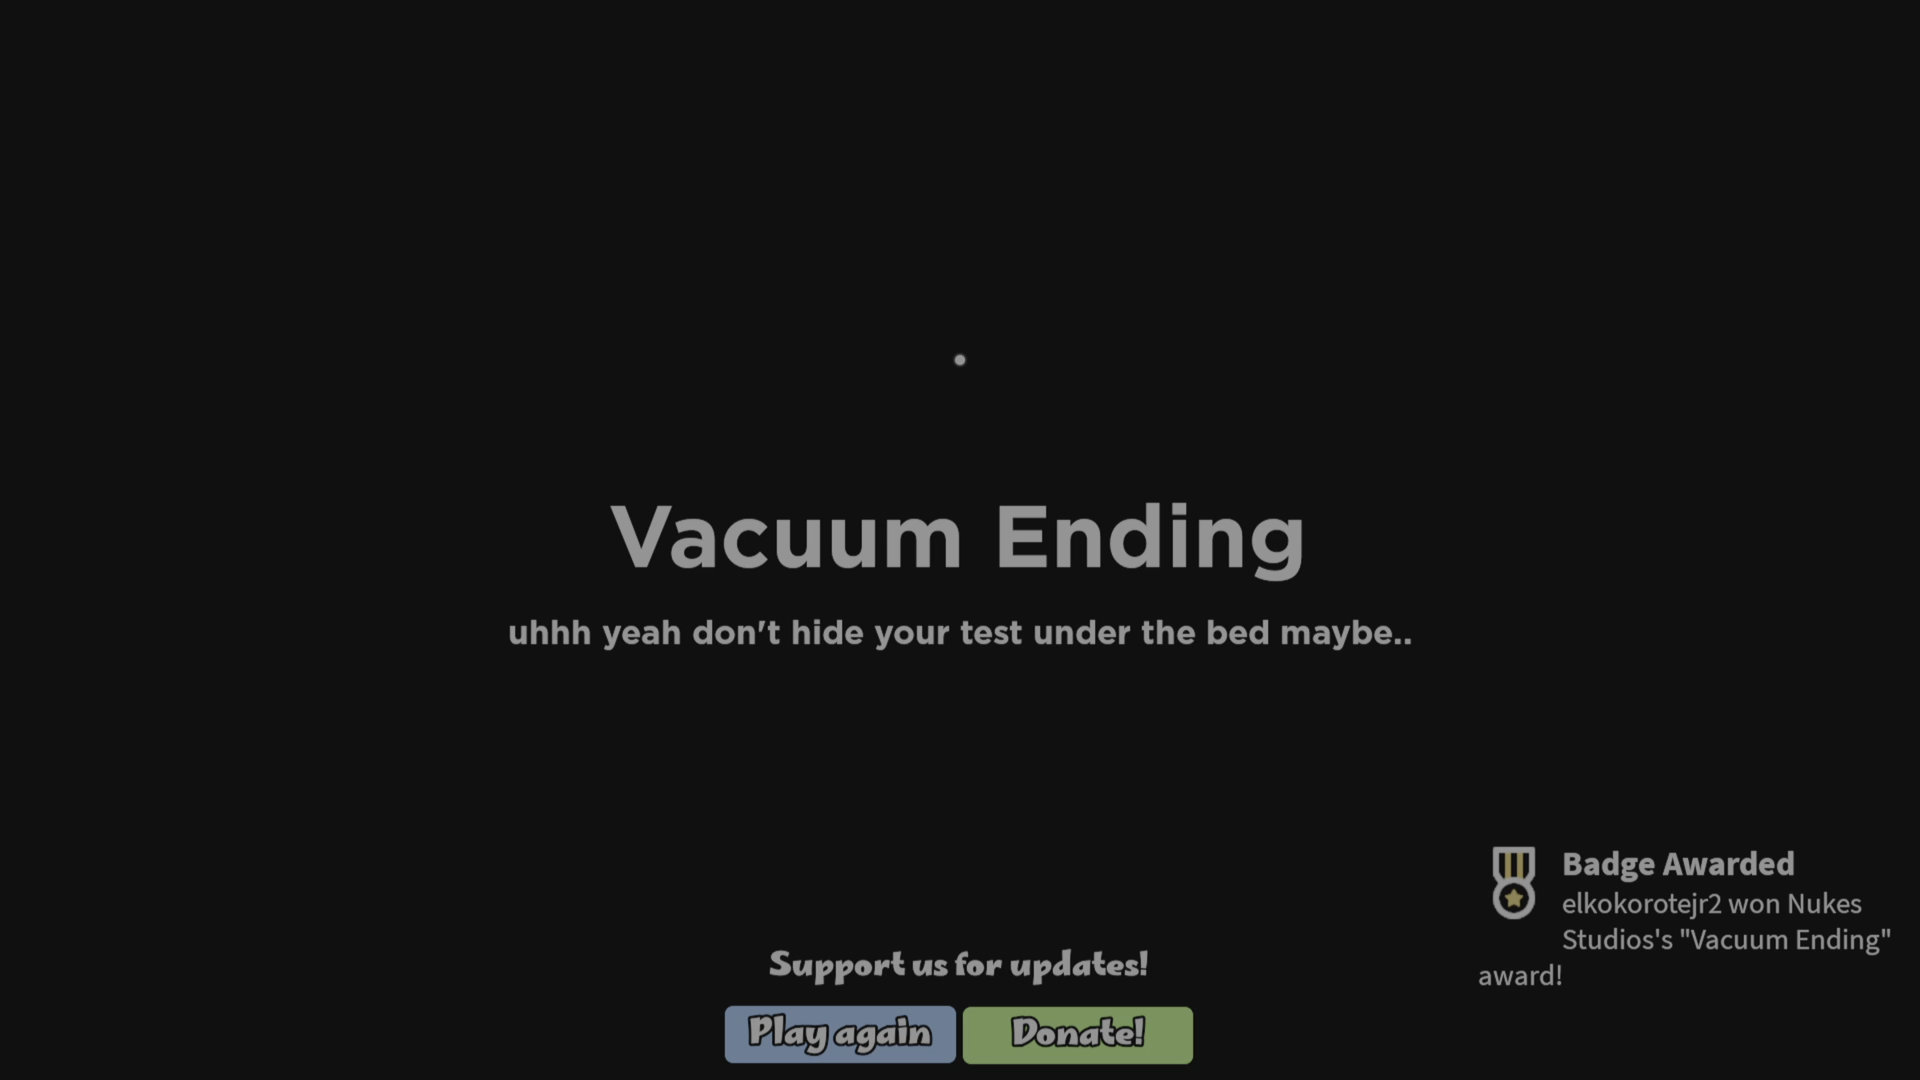 Vacuum Ending
uhhh yeah don't hide your test under the bed maybe..
Badge Awarded
elkokorotejr2 won Nukes
Studios's "Vacuum Ending"
award!
Support us for updates!
Play again
Donate!